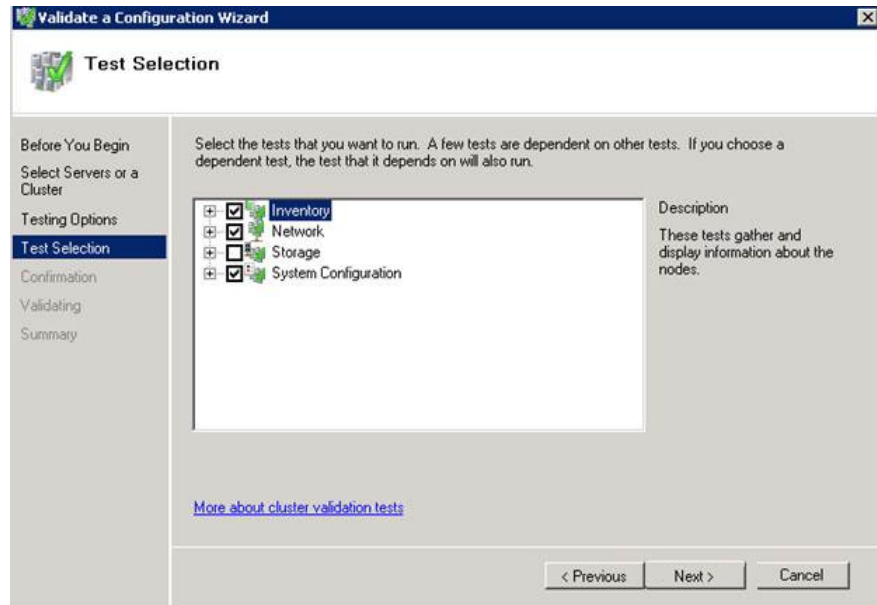 Validate a Configuration Wizard
Test Selection
Before You Begin
Select Servers or a
Cluster
Testing Options
Test Selection
Confirmation
Validating
Summary
Select the tests that you want to run. A few tests are dependent on other tests. If you choose a
dependent test, the test that it depends on will also run.
Inventory
Network
Storage
System Configuration
Description
These tests gather and
display information about the
nodes.
More about cluster validation tests
< Previous
Next >
Cancel